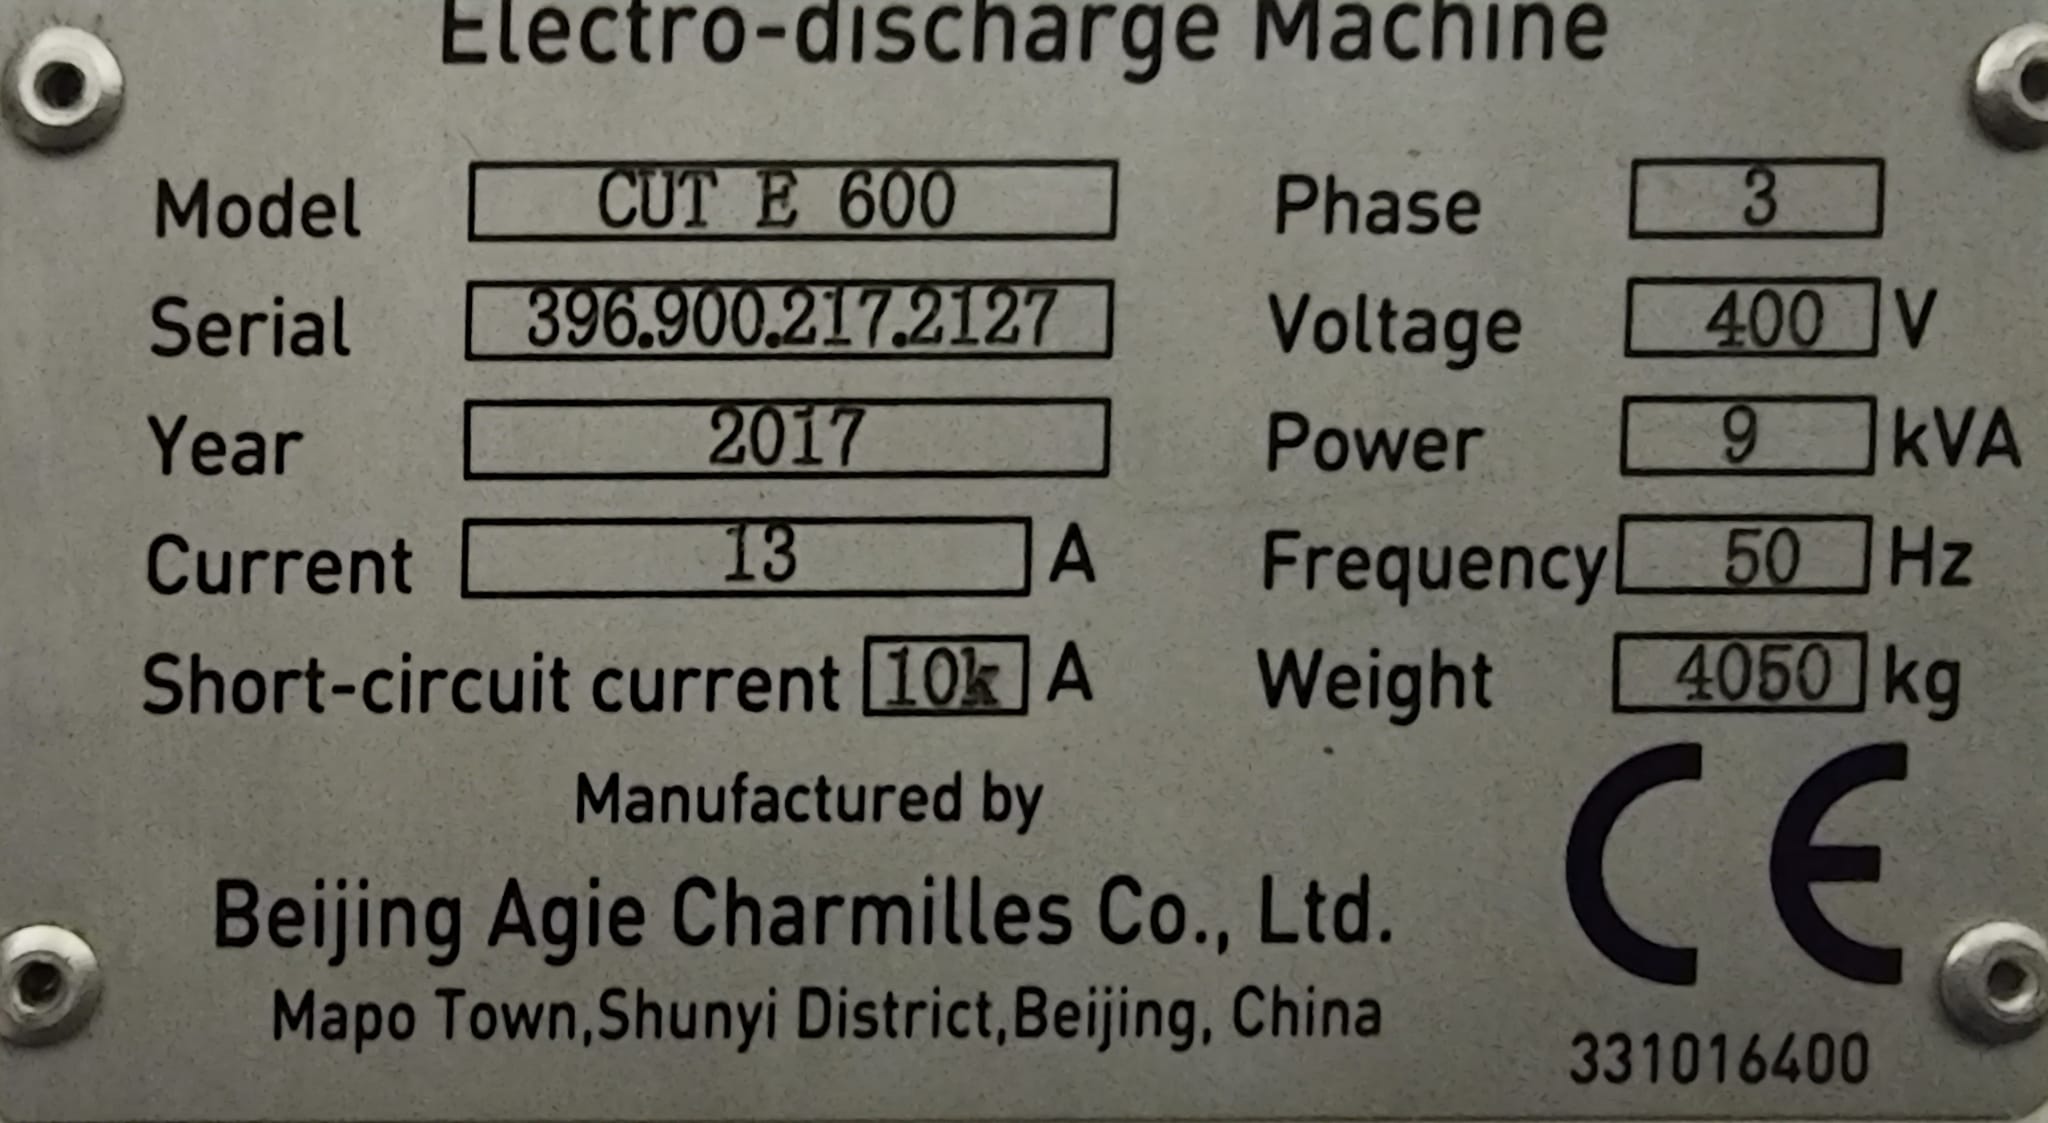 Electro-discharge Machine
Model CUT E 600 Phase 3
Serial 396.900.217.2127 Voltage 400 V
Year 2017 Power 9 kVA
Current 13 A Frequency 50 Hz
Short-circuit current 10k A Weight 4050 kg
Manufactured by
Beijing Agie Charmilles Co., Ltd.
Mapo Town,Shunyi District,Beijing, China
CE
331016400